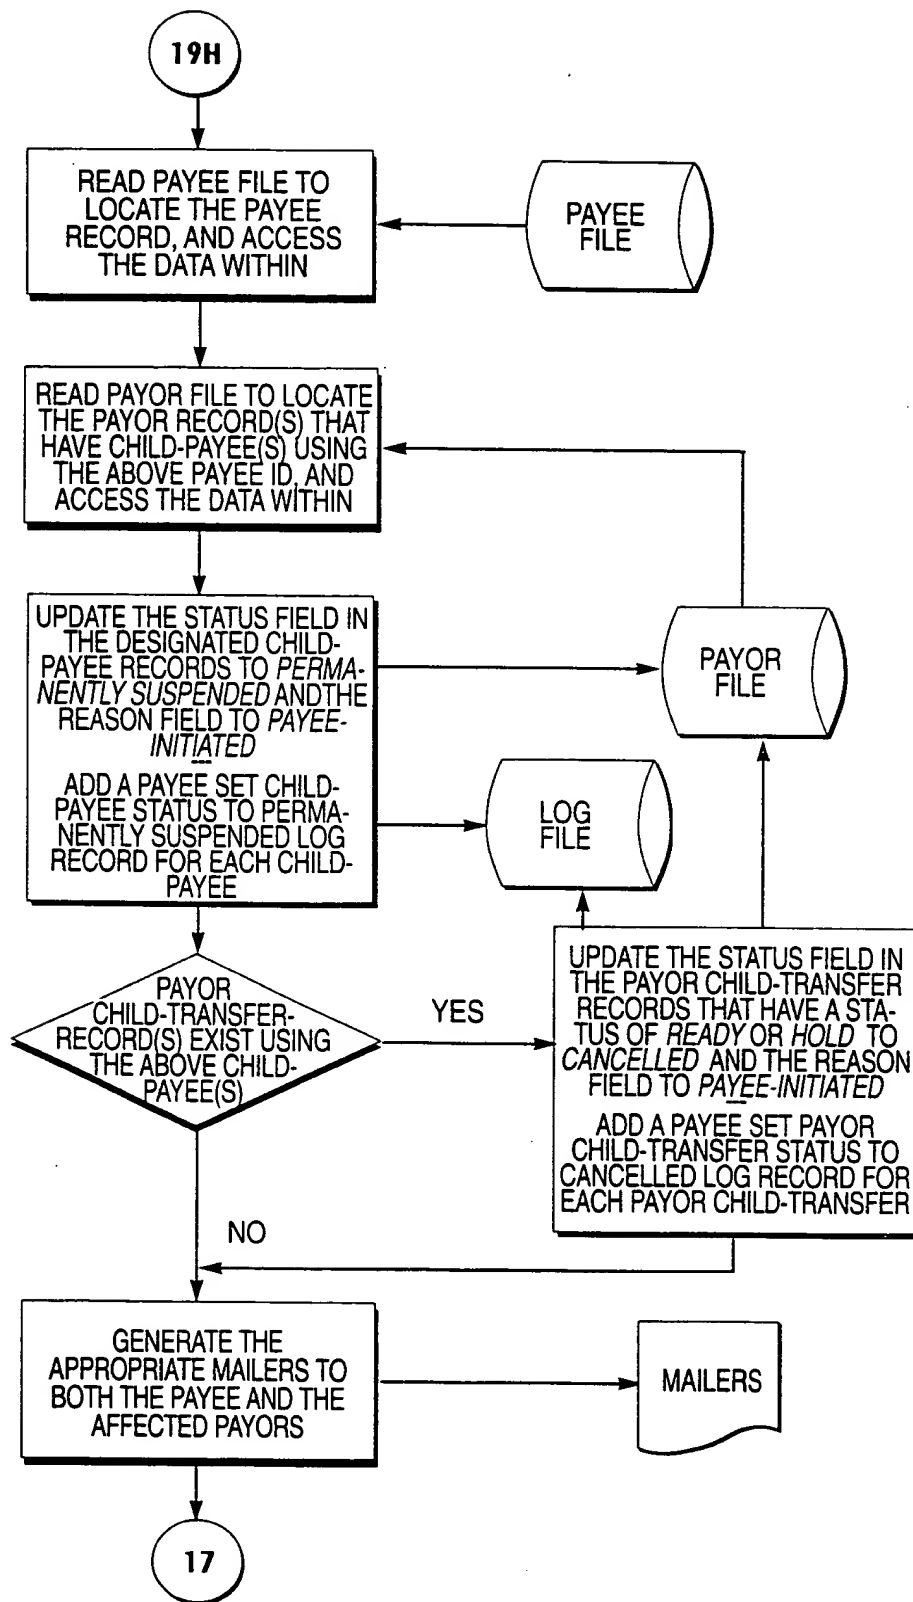 19H
READ PAYEE FILE TO
LOCATE THE PAYEE
RECORD, AND ACCESS
THE DATA WITHIN
PAYEE
FILE
READ PAYOR FILE TO LOCATE
THE PAYOR RECORD(S) THAT
HAVE CHILD-PAYEE(S) USING
THE ABOVE PAYEE ID, AND
ACCESS THE DATA WITHIN
UPDATE THE STATUS FIELD IN
THE DESIGNATED CHILD-
PAYEE RECORDS TO PERMA-
NENTLY SUSPENDED ANDTHE
REASON FIELD TO PAYEE-
INITIATED
ADD A PAYEE SET CHILD-
PAYEE STATUS TO PERMA-
NENTLY SUSPENDED LOG
RECORD FOR EACH CHILD-
PAYEE
PAYOR
FILE
LOG
FILE
PAYOR
CHILD-TRANSFER-
RECORD(S) EXIST USING
THE ABOVE CHILD-
PAYEE(S)
YES
UPDATE THE STATUS FIELD IN
THE PAYOR CHILD-TRANSFER
RECORDS THAT HAVE A STA-
TUS OF READY OR HOLD TO
CANCELLED AND THE REASON
FIELD TO PAYEE-INITIATED
ADD A PAYEE SET PAYOR
CHILD-TRANSFER STATUS TO
CANCELLED LOG RECORD FOR
EACH PAYOR CHILD-TRANSFER
NO
GENERATE THE
APPROPRIATE MAILERS TO
BOTH THE PAYEE AND THE
AFFECTED PAYORS
MAILERS
17